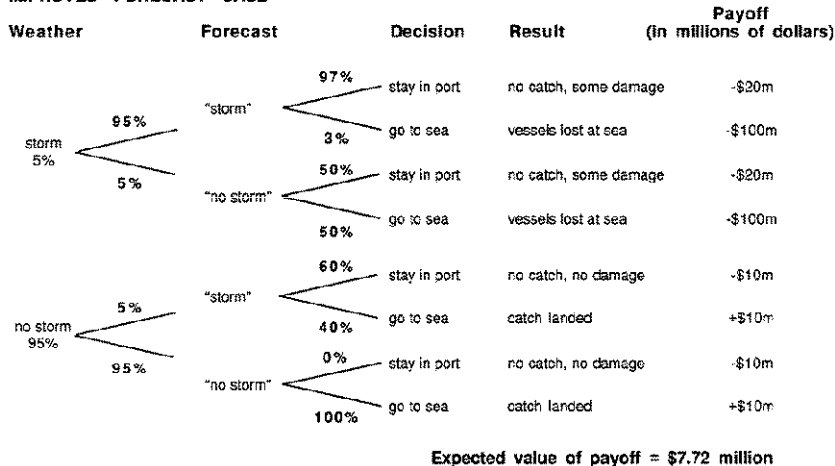 Payoff
Weather Forecast Decision Result (in millions of dollars)
97% stay in port no catch, some damage -$20m
"storm"
95%
storm 3% go to sea vessels lost at sea -$100m
5%
5% 50% stay in port no catch, some damage -$20m
"no storm"
50% go to sea vessels lost at sea -$100m
60% stay in port no catch, no damage -$10m
"storm"
5%
no storm 40% go to sea catch landed +$10m
95%
95% 0% stay in port no catch, no damage -$10m
"no storm"
100% go to sea catch landed +$10m
Expected value of payoff = $7.72 million